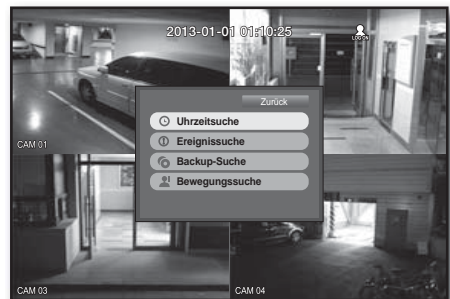 2013-01-01 01:10:25
LOG ON
Zurück
Uhrzeitsuche
Ereignissuche
CAM 01
Backup-Suche
Bewegungssuche
CAM 03
CAM 04